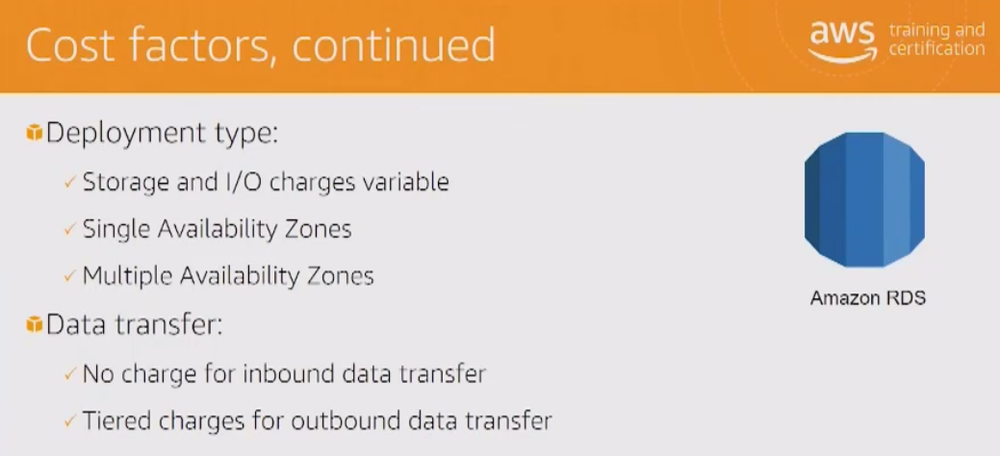 Cost factors, continued
aws training and
certification
Deployment type:
Storage and I/O charges variable
Single Availability Zones
Multiple Availability Zones
Amazon RDS
Data transfer:
No charge for inbound data transfer
Tiered charges for outbound data transfer